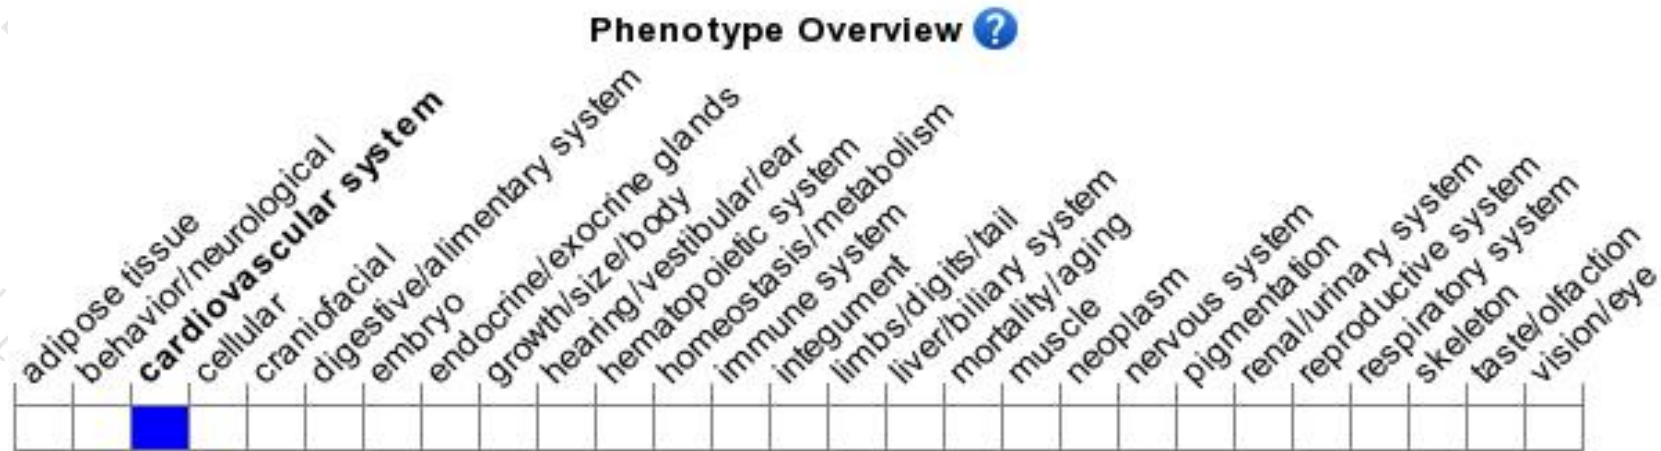 Phenotype Overview ?
adipose tissue
behavior/neurological
cardiovascular system
cellular
craniofacial
digestive/alimentary system
embryo
endocrine/exocrine glands
growth/size/body
hearing/vestibular/ear
hematopoietic system
homeostasis/metabolism
immune system
integument
limbs/digits/tail
liver/biliary system
mortality/aging
muscle
neoplasm
nervous system
pigmentation
renal/urinary system
reproductive system
respiratory system
skeleton
taste/olfaction
vision/eye